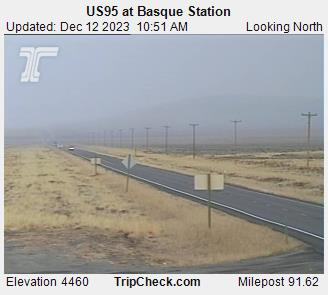 US95 at Basque Station
Updated: Dec 12 2023 10:51 AM Looking North
Elevation 4460 TripCheck.com Milepost 91.62